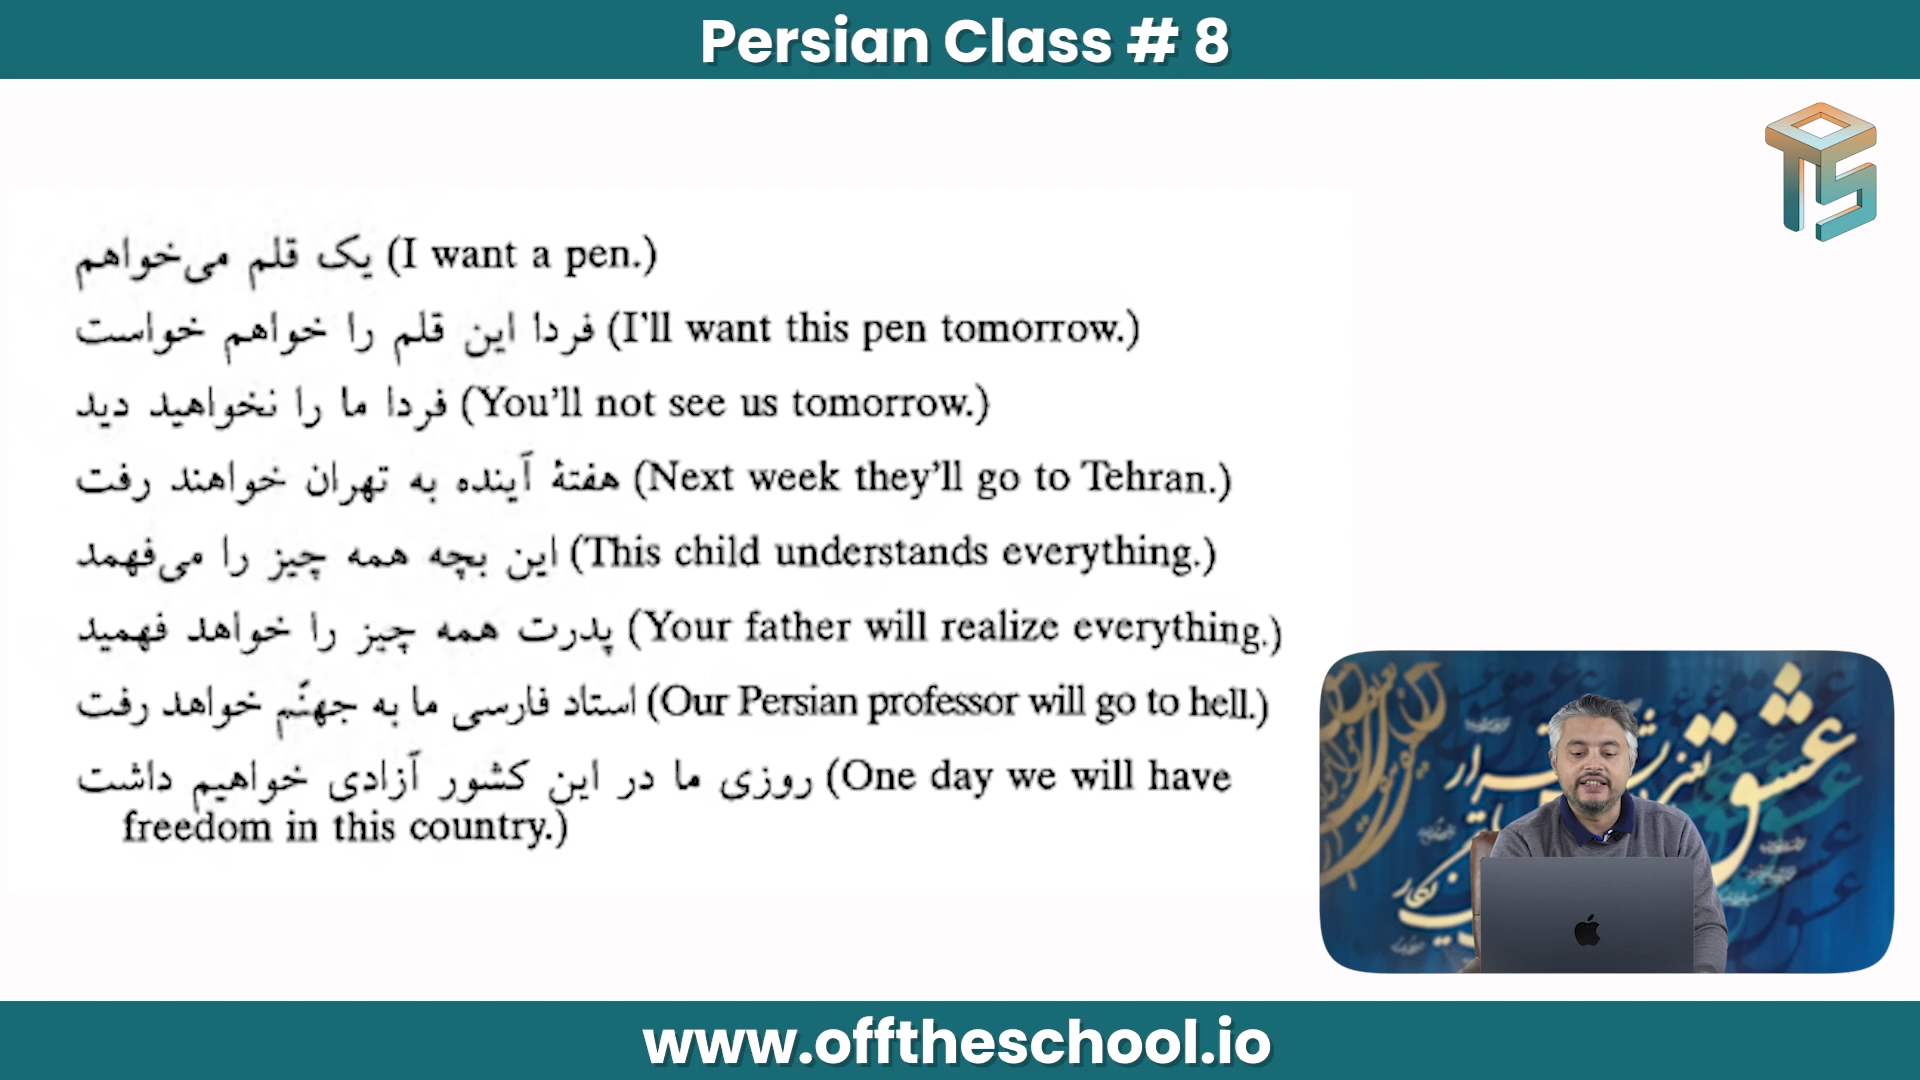 Persian Class # 8
یک قلم می‌خواهم (I want a pen.)
فردا این قلم را خواهم خواست (I'll want this pen tomorrow.)
فردا ما را نخواهید دید (You'll not see us tomorrow.)
هفتهٔ آینده به تهران خواهند رفت (Next week they'll go to Tehran.)
این بچه همه چیز را می‌فهمد (This child understands everything.)
پدرت همه چیز را خواهد فهمید (Your father will realize everything.)
استاد فارسی ما به جهنّم خواهد رفت (Our Persian professor will go to hell.)
روزی ما در این کشور آزادی خواهیم داشت (One day we will have
freedom in this country.)
عشق
www.offtheschool.io